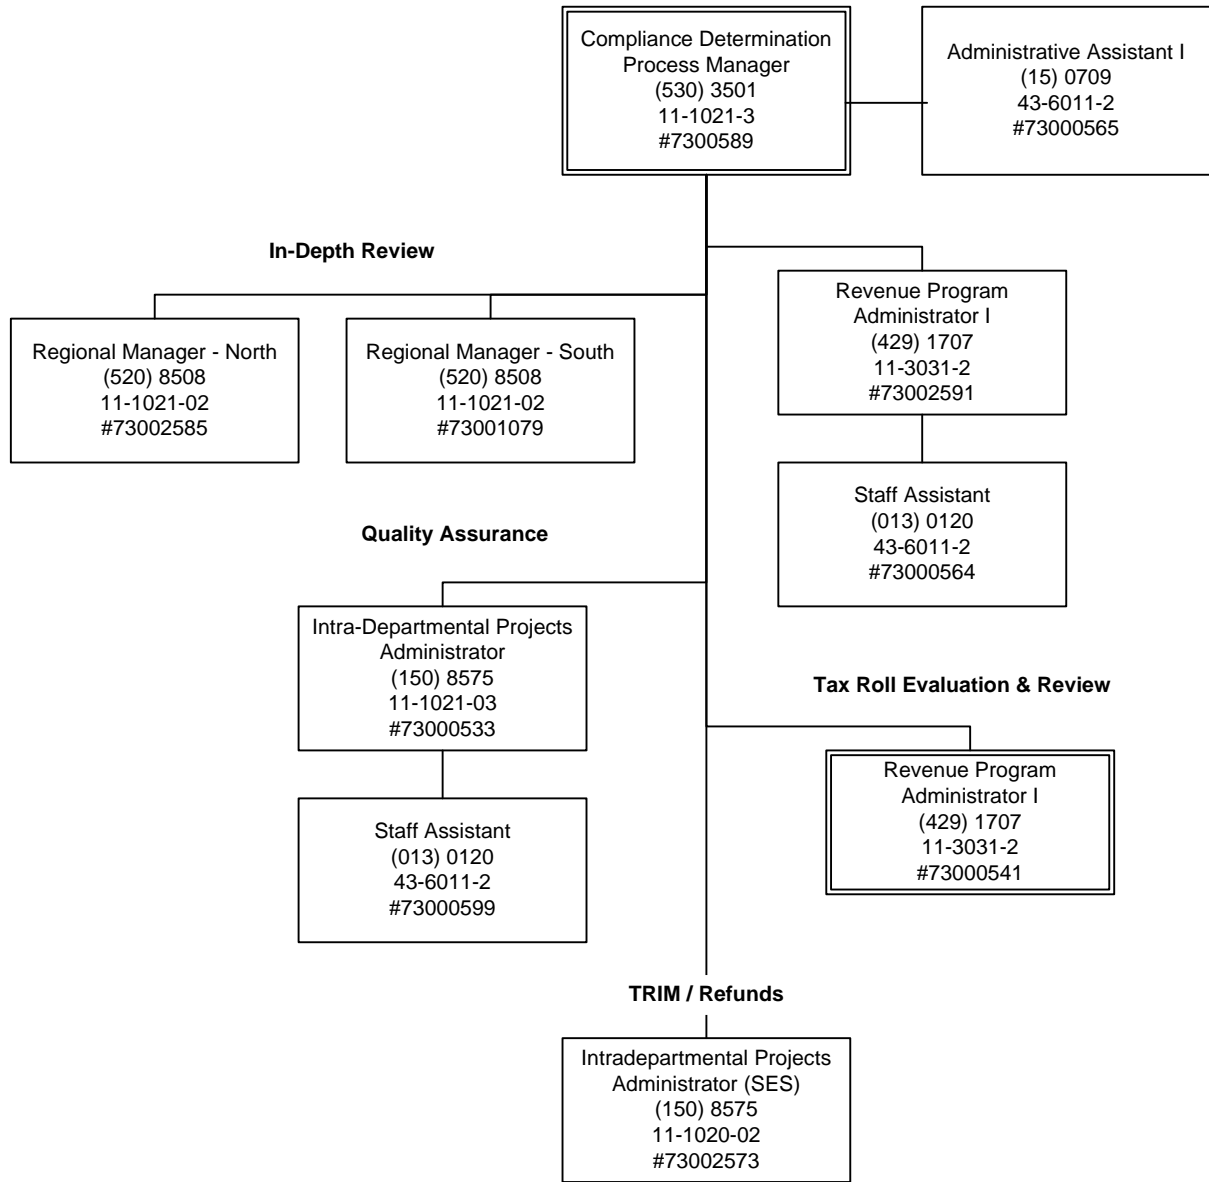 Compliance Determination
Process Manager
(530) 3501
11-1021-3
#7300589
Administrative Assistant I
(15) 0709
43-6011-2
#73000565
In-Depth Review
Regional Manager - North
(520) 8508
11-1021-02
#73002585
Regional Manager - South
(520) 8508
11-1021-02
#73001079
Revenue Program
Administrator I
(429) 1707
11-3031-2
#73002591
Staff Assistant
(013) 0120
43-6011-2
#73000564
Quality Assurance
Intra-Departmental Projects
Administrator
(150) 8575
11-1021-03
#73000533
Staff Assistant
(013) 0120
43-6011-2
#73000599
Tax Roll Evaluation & Review
Revenue Program
Administrator I
(429) 1707
11-3031-2
#73000541
TRIM / Refunds
Intradepartmental Projects
Administrator (SES)
(150) 8575
11-1020-02
#73002573